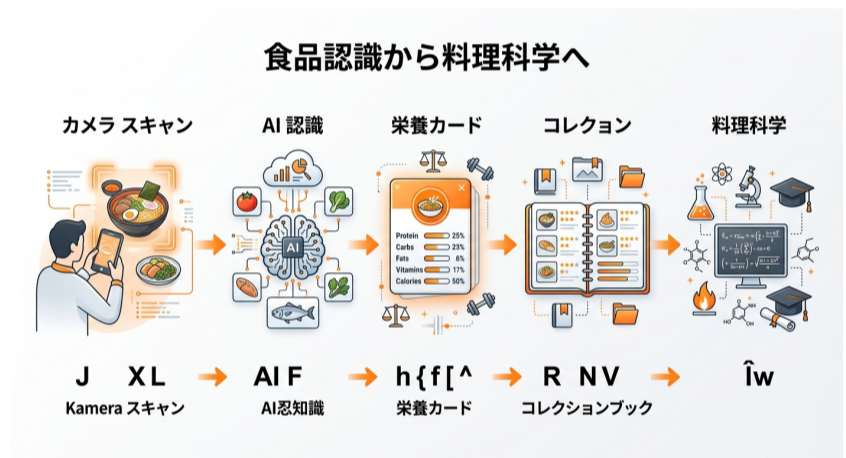 食品認識から料理科学へ
カメラ スキャン
AI 認識
栄養カード
コレクョン
料理科学
AI
Protein 25%
Carbs 23%
Fats 6%
Vitamins 17%
Calories 50%
J XL
AI F
h{f[^
R NV
Îw
Kamera スキャン
AI忍知識
栄養カード
コレクションブック